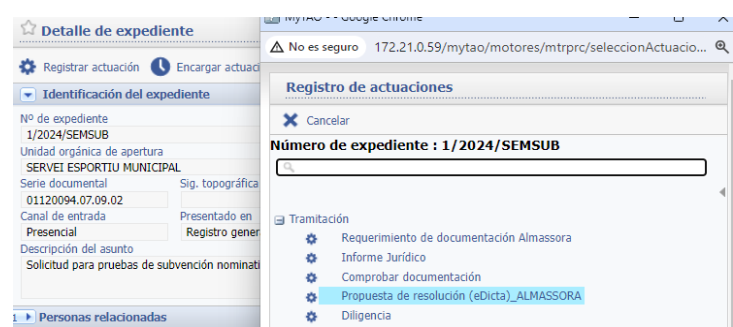 Detalle de expediente
Registrar actuación
Encargar actuaci
Identificación del expediente
Nº de expediente
1/2024/SEMSUB
Unidad orgánica de apertura
SERVEI ESPORTIU MUNICIPAL
Serie documental Sig. topográfica
01120094.07.09.02
Canal de entrada Presentado en
Presencial Registro gener
Descripción del asunto
Solicitud para pruebas de subvención nominati
1 Personas relacionadas
MyTAO - - Google Chrome
No es seguro 172.21.0.59/mytao/motores/mtrprc/seleccionActuacio...
Registro de actuaciones
Cancelar
Número de expediente : 1/2024/SEMSUB
Tramitación
Requerimiento de documentación Almassora
Informe Jurídico
Comprobar documentación
Propuesta de resolución (eDicta)_ALMASSORA
Diligencia